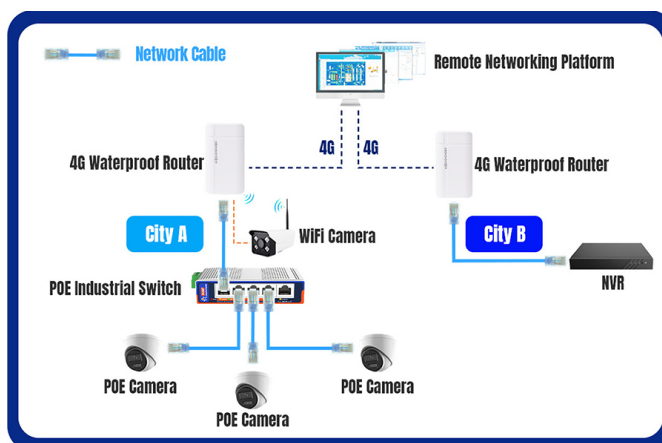 Network Cable
Remote Networking Platform
4G Waterproof Router
4G
4G
4G Waterproof Router
City A
WiFi Camera
City B
POE Industrial Switch
NVR
POE Camera
POE Camera
POE Camera